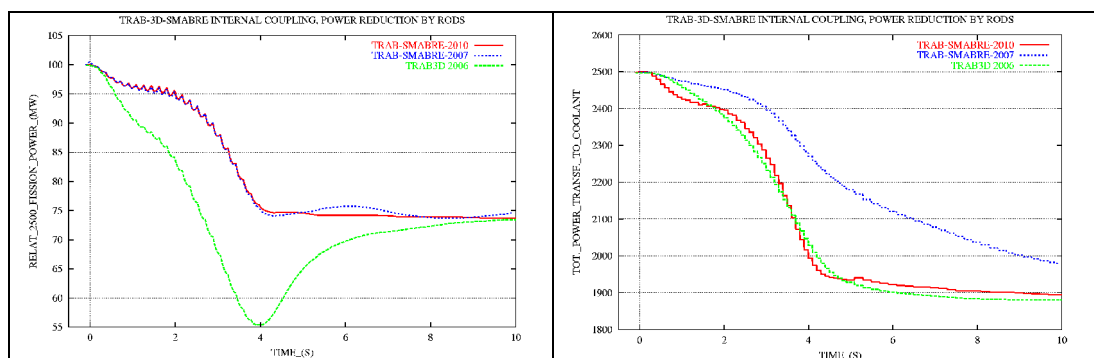 TRAB-3D-SMABRE INTERNAL COUPLING, POWER REDUCTION BY RODS
105
100
95
90
85
80
75
70
65
60
55
RELAT_2500_FISSION_POWER_(MW)
TRAB-SMABRE-2010
TRAB-SMABRE-2007
TRAB3D 2006
0 2 4 6 8 10
TIME_(S)
TRAB-3D-SMABRE INTERNAL COUPLING, POWER REDUCTION BY RODS
2600
2500
2400
2300
2200
2100
2000
1900
1800
TOT._POWER_TRANSF._TO_COOLANT
TRAB-SMABRE-2010
TRAB-SMABRE-2007
TRAB3D 2006
0 2 4 6 8 10
TIME_(S)